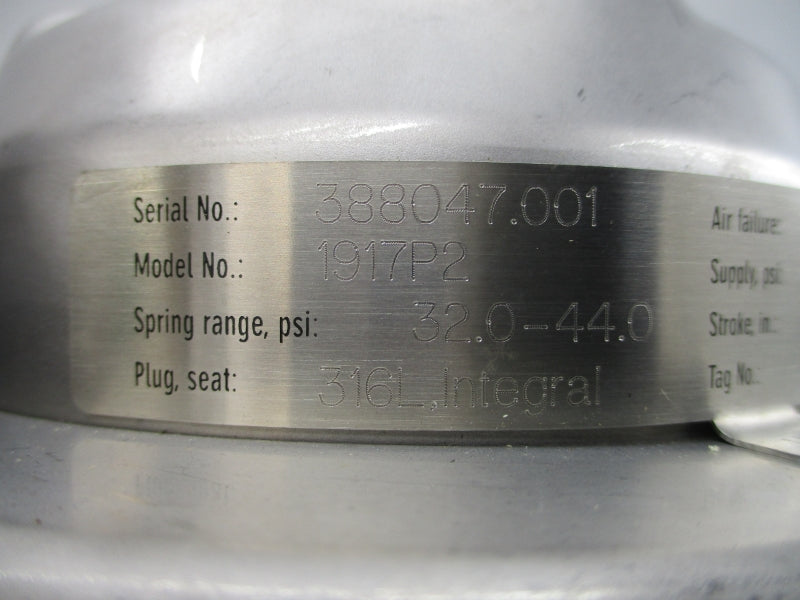 Serial No.: 388047.001 Air failure:
Model No.: 1917P2 Supply, psi:
Spring range, psi: 32.0-44.0 Stroke, in.:
Plug, seat: 316L,Integral Tag No.: